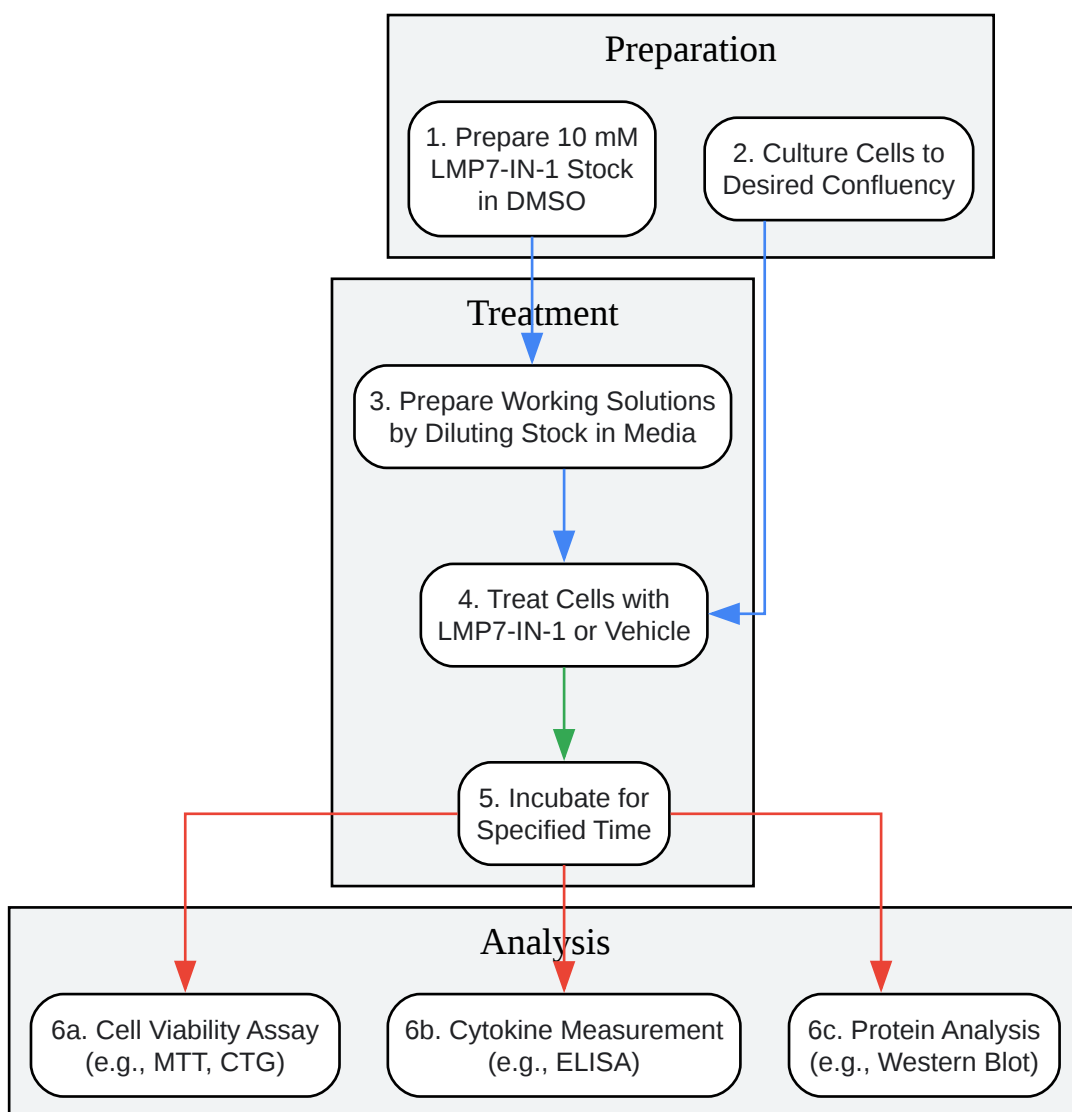 Preparation
1. Prepare 10 mM
LMP7-IN-1 Stock
in DMSO
2. Culture Cells to
Desired Confluency
Treatment
3. Prepare Working Solutions
by Diluting Stock in Media
4. Treat Cells with
LMP7-IN-1 or Vehicle
5. Incubate for
Specified Time
Analysis
6a. Cell Viability Assay
(e.g., MTT, CTG)
6b. Cytokine Measurement
(e.g., ELISA)
6c. Protein Analysis
(e.g., Western Blot)